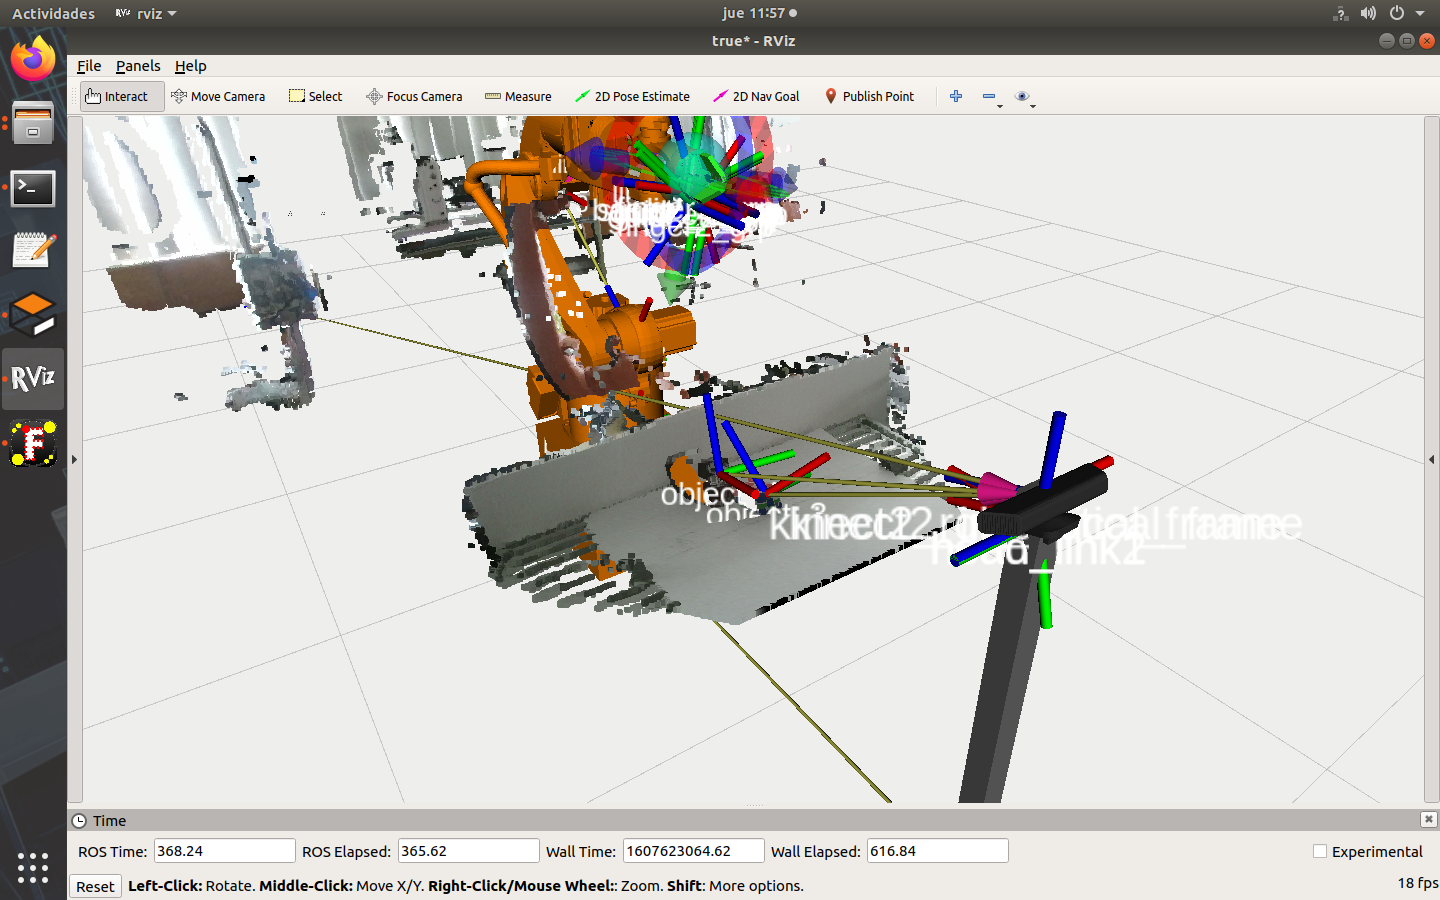 Actividades
RViz rviz
jue 11:57
true* - RViz
File Panels Help
Interact Move Camera Select Focus Camera Measure 2D Pose Estimate 2D Nav Goal Publish Point
RViz
F
object
Time
ROS Time: 368.24 ROS Elapsed: 365.62 Wall Time: 1607623064.62 Wall Elapsed: 616.84 Experimental
Reset Left-Click: Rotate. Middle-Click: Move X/Y. Right-Click/Mouse Wheel:: Zoom. Shift: More options. 18 fps